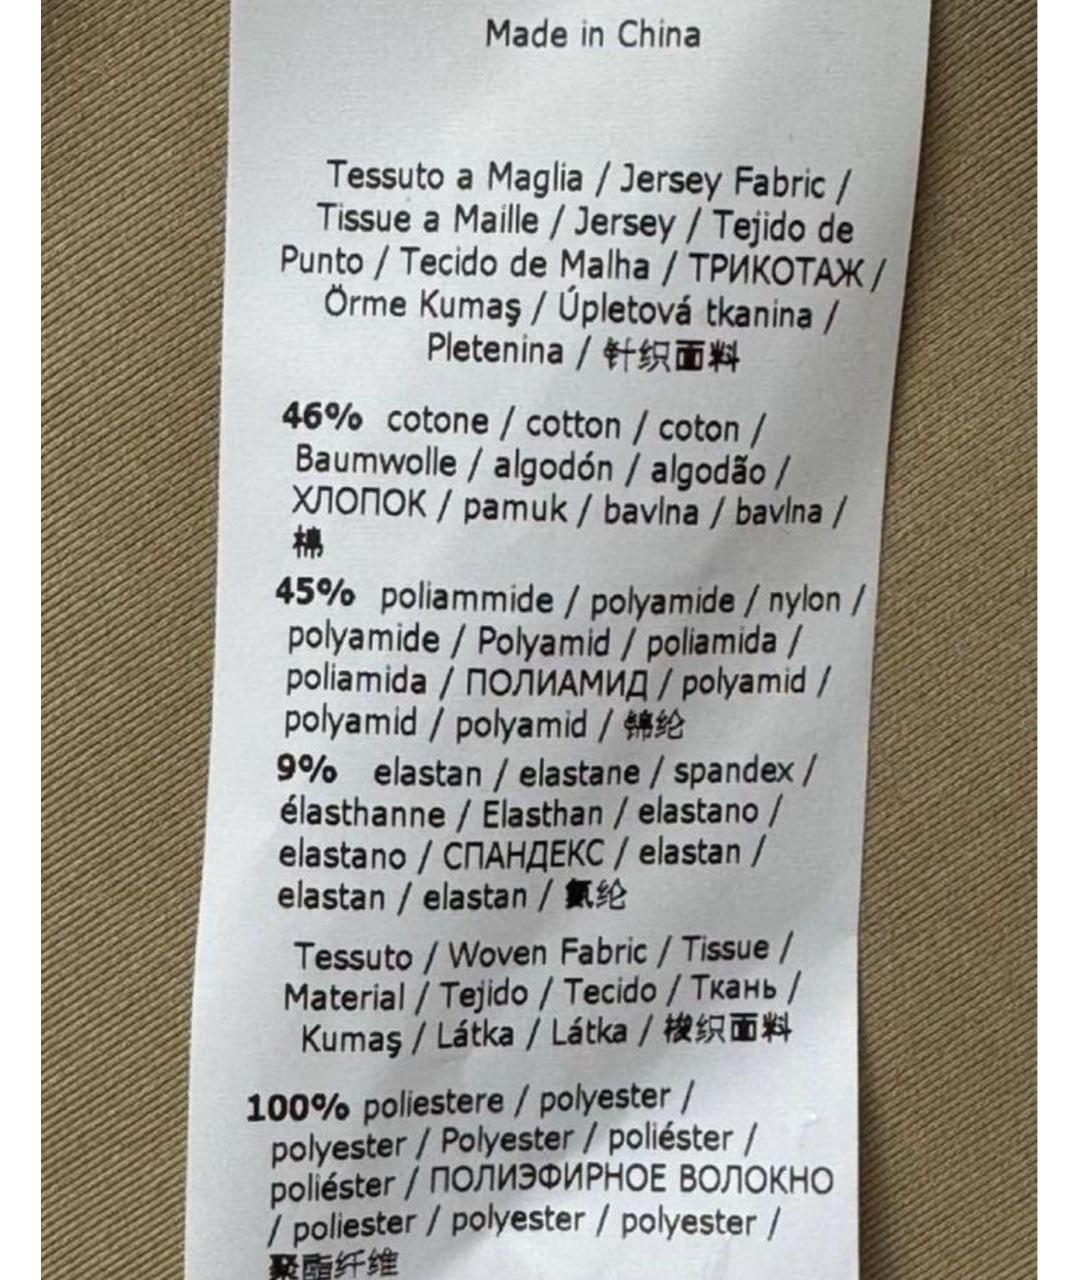 Made in China
Tessuto a Maglia / Jersey Fabric /
Tissue a Maille / Jersey / Tejido de
Punto / Tecido de Malha / ТРИКОТАЖ /
Örme Kumaş / Úpletová tkanina /
Pletenina / 针织面料
46% cotone / cotton / coton /
Baumwolle / algodón / algodão /
ХЛОПОК / pamuk / bavlna / bavlna /
棉
45% poliammide / polyamide / nylon /
polyamide / Polyamid / poliamida /
poliamida / ПОЛИАМИД / polyamid /
polyamid / polyamid / 锦纶
9% elastan / elastane / spandex /
élasthanne / Elasthan / elastano /
elastano / СПАНДЕКС / elastan /
elastan / elastan / 氨纶
Tessuto / Woven Fabric / Tissue /
Material / Tejido / Tecido / Ткань /
Kumaş / Látka / Látka / 梭织面料
100% poliestere / polyester /
polyester / Polyester / poliéster /
poliéster / ПОЛИЭФИРНОЕ ВОЛОКНО
/ poliester / polyester / polyester /
聚酯纤维